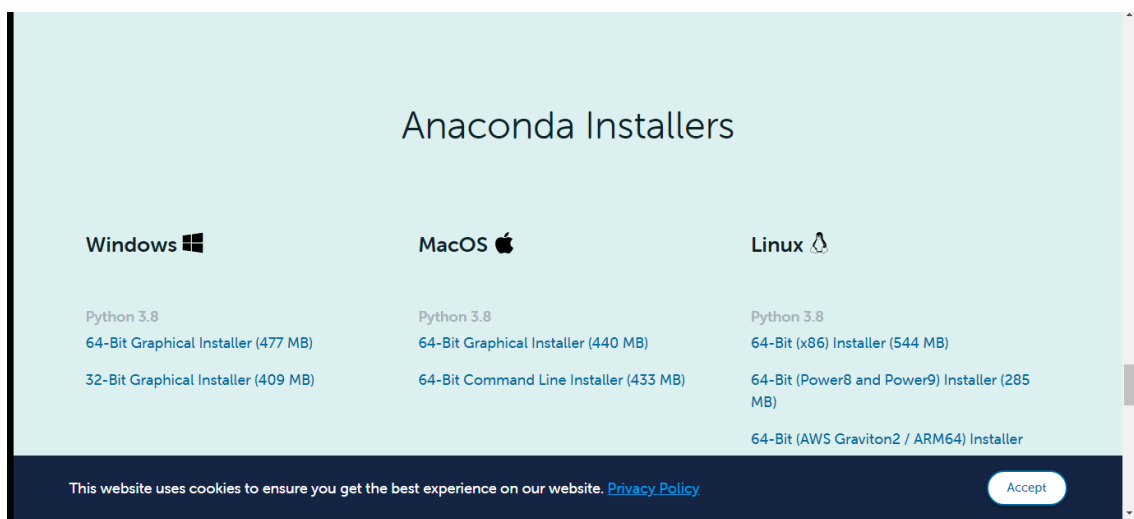 Anaconda Installers
Windows
Python 3.8
64-Bit Graphical Installer (477 MB)
32-Bit Graphical Installer (409 MB)
MacOS
Python 3.8
64-Bit Graphical Installer (440 MB)
64-Bit Command Line Installer (433 MB)
Linux
Python 3.8
64-Bit (x86) Installer (544 MB)
64-Bit (Power8 and Power9) Installer (285
MB)
64-Bit (AWS Graviton2 / ARM64) Installer
This website uses cookies to ensure you get the best experience on our website. Privacy Policy
Accept